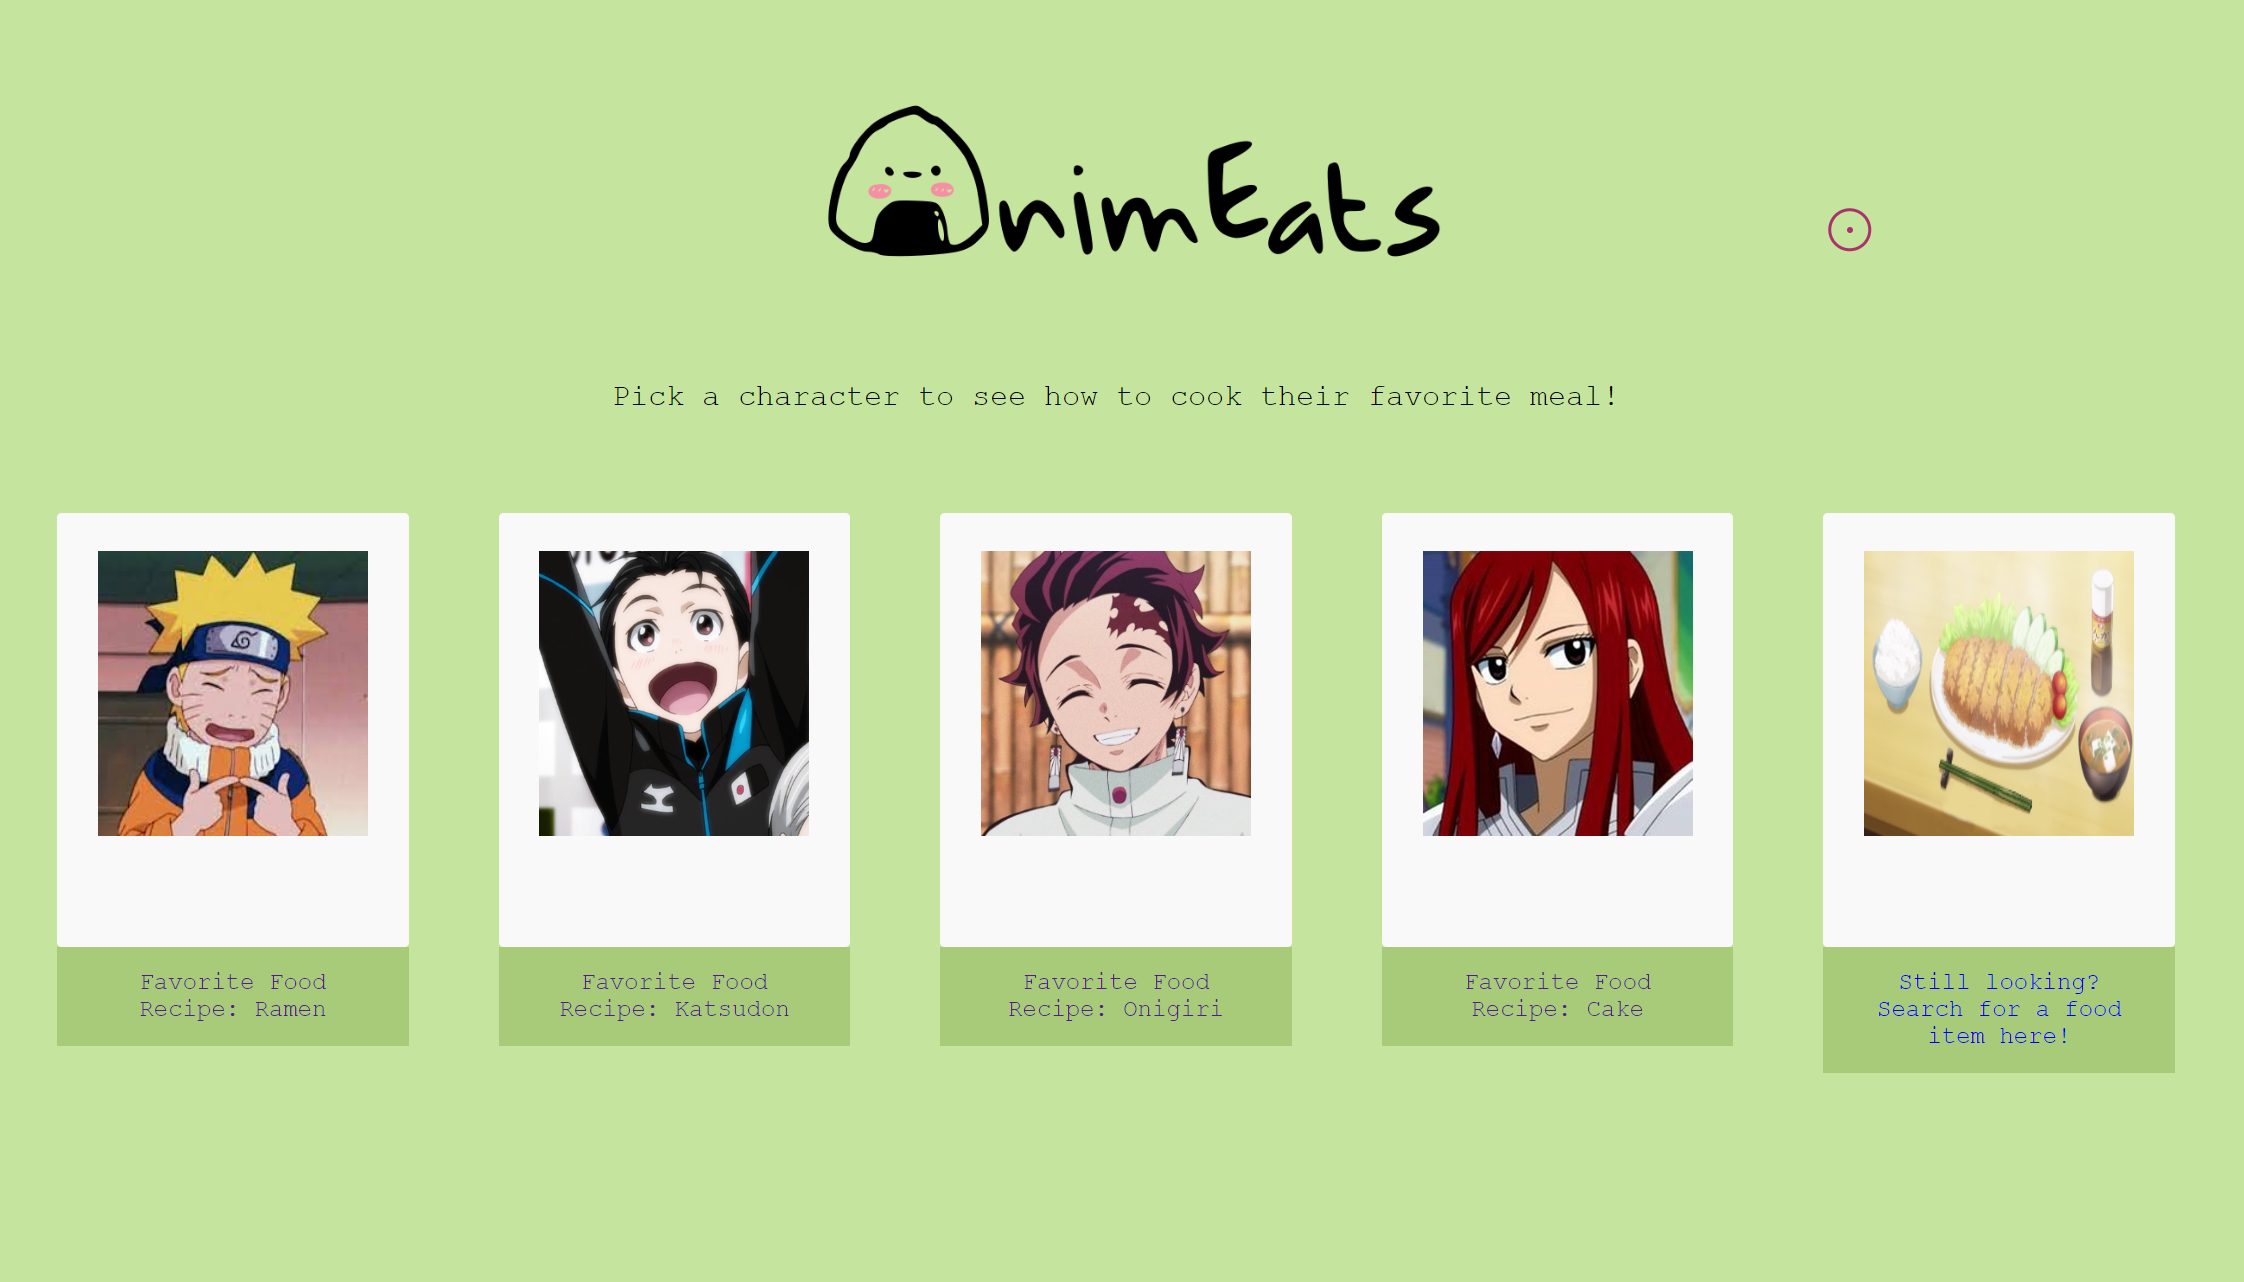 AnimEats
Pick a character to see how to cook their favorite meal!
Favorite Food
Recipe: Ramen
Favorite Food
Recipe: Katsudon
Favorite Food
Recipe: Onigiri
Favorite Food
Recipe: Cake
Still looking?
Search for a food
item here!